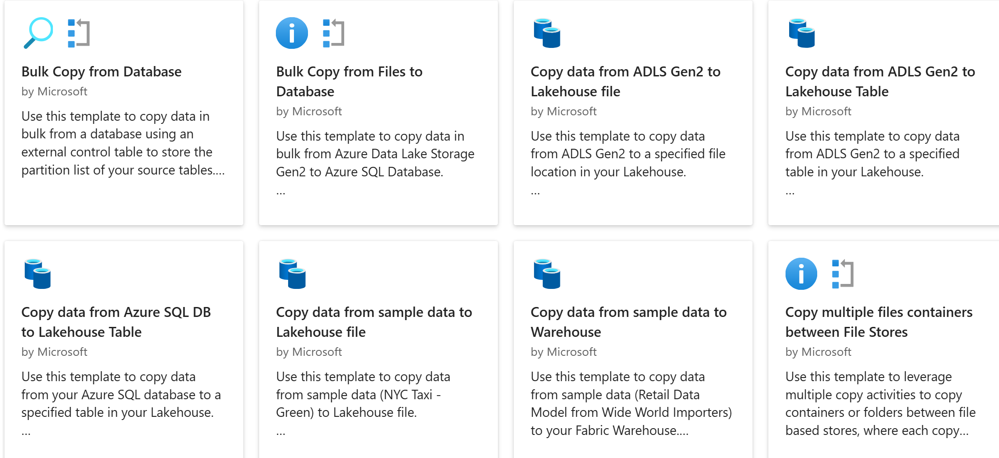 Bulk Copy from Database
by Microsoft
Use this template to copy data in
bulk from a database using an
external control table to store the
partition list of your source tables....
Bulk Copy from Files to
Database
by Microsoft
Use this template to copy data in
bulk from Azure Data Lake Storage
Gen2 to Azure SQL Database.
...
Copy data from ADLS Gen2 to
Lakehouse file
by Microsoft
Use this template to copy data
from ADLS Gen2 to a specified file
location in your Lakehouse.
...
Copy data from ADLS Gen2 to
Lakehouse Table
by Microsoft
Use this template to copy data
from ADLS Gen2 to a specified
table in your Lakehouse.
...
Copy data from Azure SQL DB
to Lakehouse Table
by Microsoft
Use this template to copy data
from your Azure SQL database to a
specified table in your Lakehouse.
...
Copy data from sample data to
Lakehouse file
by Microsoft
Use this template to copy data
from sample data (NYC Taxi -
Green) to Lakehouse file.
...
Copy data from sample data to
Warehouse
by Microsoft
Use this template to copy data
from sample data (Retail Data
Model from Wide World Importers)
to your Fabric Warehouse....
Copy multiple files containers
between File Stores
by Microsoft
Use this template to leverage
multiple copy activities to copy
containers or folders between file
based stores, where each copy...